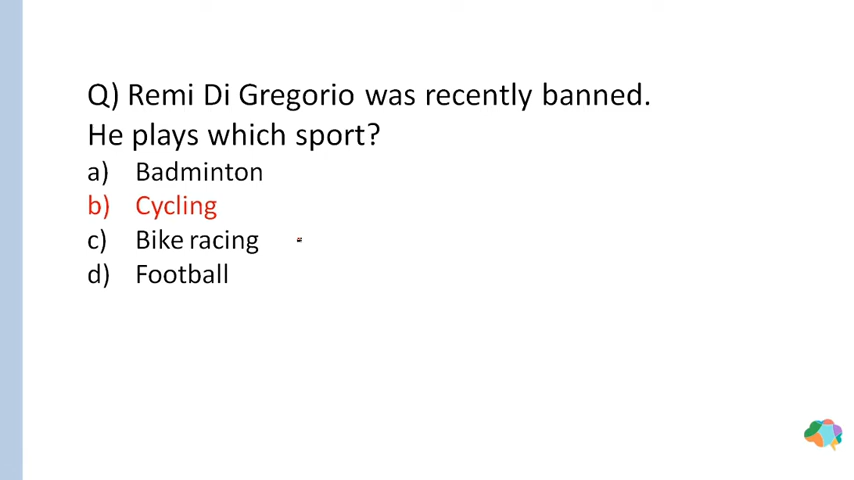 Q) Remi Di Gregorio was recently banned.
He plays which sport?
a) Badminton
b) Cycling
c) Bike racing
d) Football